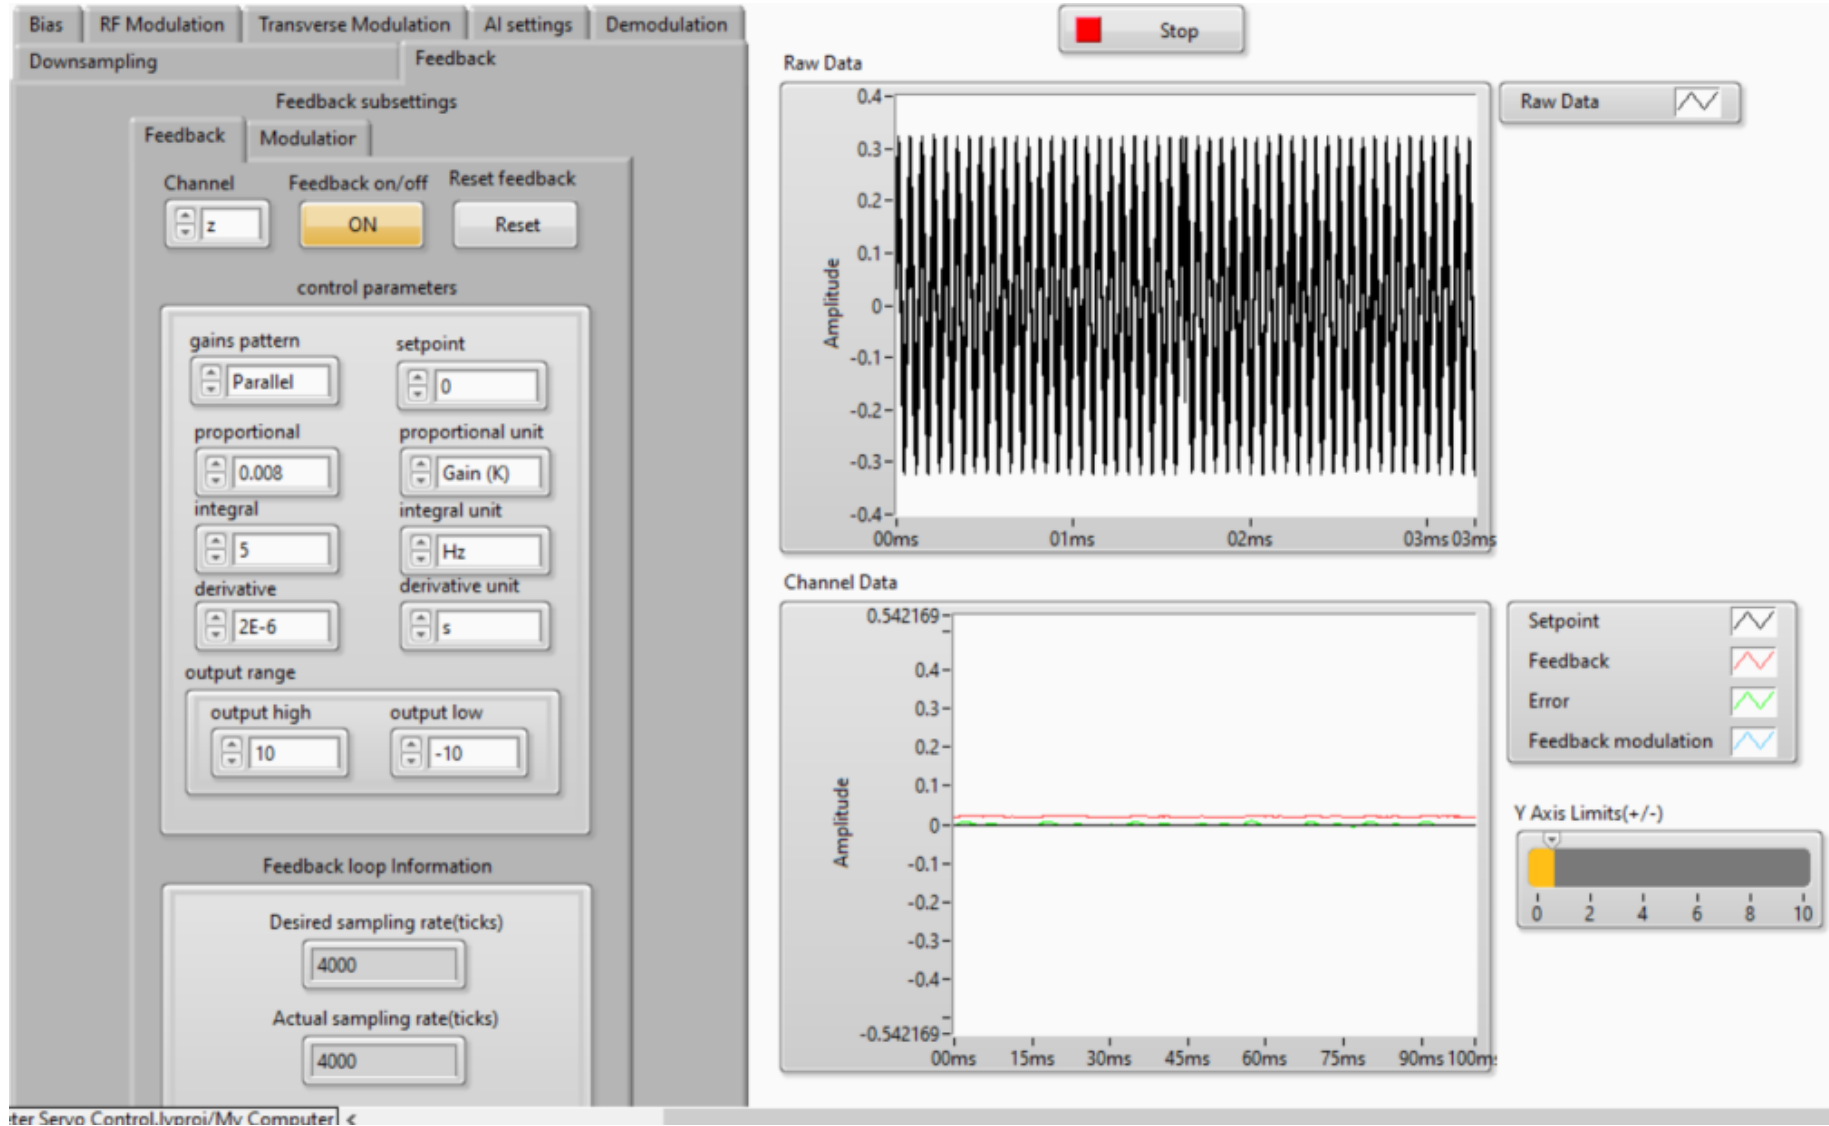 Bias RF Modulation Transverse Modulation AI settings Demodulation
Downsampling Feedback
Feedback subsettings
Feedback Modulatior
Channel Feedback on/off Reset feedback
z ON Reset
control parameters
gains pattern setpoint
Parallel 0
proportional proportional unit
0.008 Gain (K)
integral integral unit
5 Hz
derivative derivative unit
2E-6 s
output range
output high output low
10 -10
Feedback loop Information
Desired sampling rate(ticks)
4000
Actual sampling rate(ticks)
4000
eter Servo Control.lvproj/My Computer <
Stop
Raw Data
0.4
0.3
0.2
0.1
0
-0.1
-0.2
-0.3
-0.4
Amplitude
00ms 01ms 02ms 03ms 03ms
Raw Data
Channel Data
0.542169
0.4
0.3
0.2
0.1
0
-0.1
-0.2
-0.3
-0.4
-0.542169
Amplitude
00ms 15ms 30ms 45ms 60ms 75ms 90ms 100m
Setpoint
Feedback
Error
Feedback modulation
Y Axis Limits(+/-)
0 2 4 6 8 10